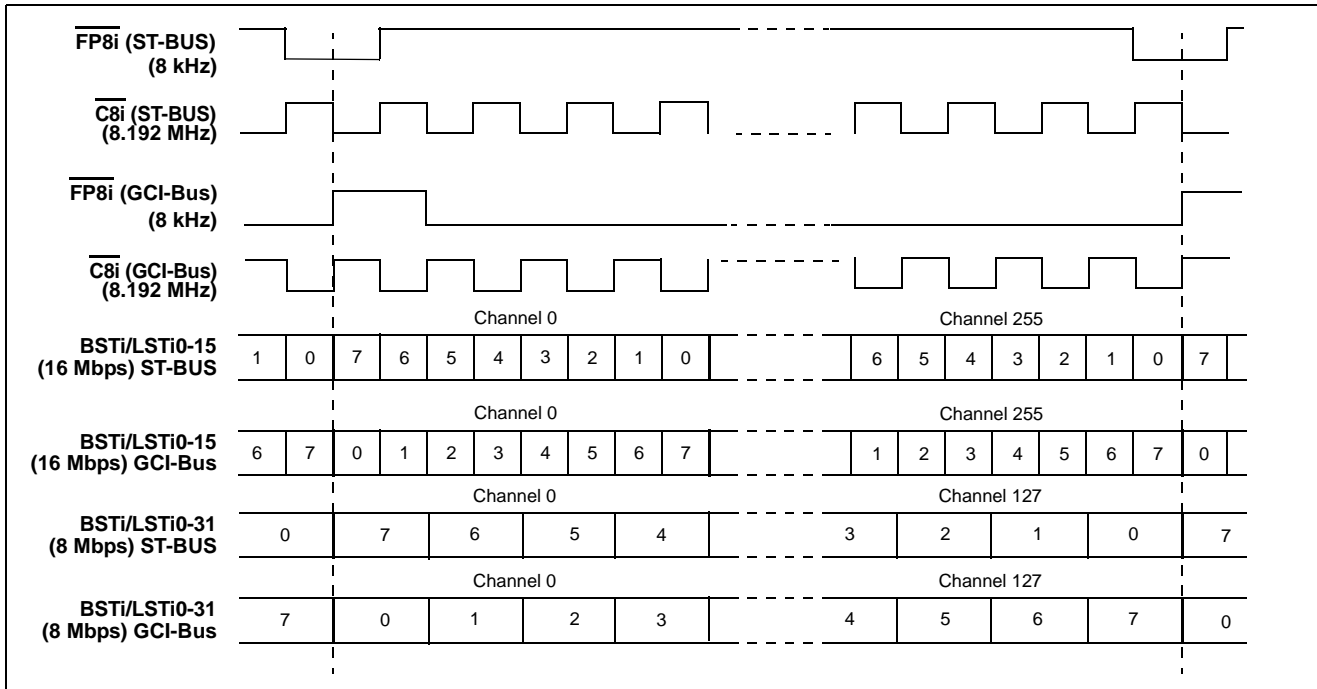 FP8i (ST-BUS)
(8 kHz)
C8i (ST-BUS)
(8.192 MHz)
FP8i (GCI-Bus)
(8 kHz)
C8i (GCI-Bus)
(8.192 MHz)
Channel 0 Channel 255
BSTi/LSTi0-15
(16 Mbps) ST-BUS
1 0 7 6 5 4 3 2 1 0 6 5 4 3 2 1 0 7
Channel 0 Channel 255
BSTi/LSTi0-15
(16 Mbps) GCI-Bus
6 7 0 1 2 3 4 5 6 7 1 2 3 4 5 6 7 0
Channel 0 Channel 127
BSTi/LSTi0-31
(8 Mbps) ST-BUS
0 7 6 5 4 3 2 1 0 7
Channel 0 Channel 127
BSTi/LSTi0-31
(8 Mbps) GCI-Bus
7 0 1 2 3 4 5 6 7 0